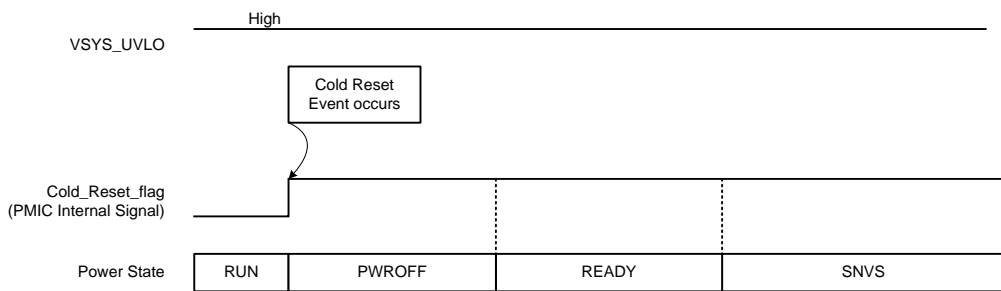 High
VSYS_UVLO
Cold Reset
Event occurs
Cold_Reset_flag
(PMIC Internal Signal)
Power State
RUN
PWROFF
READY
SNVS